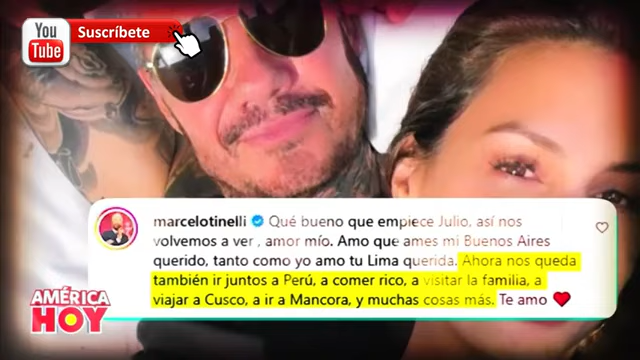 You
Tube
Suscríbete
marcelotinelli Qué bueno que empiece Julio, así nos
volvemos a ver , amor mío. Amo que ames mi Buenos Aires
querido, tanto como yo amo tu Lima querida. Ahora nos queda
también ir juntos a Perú, a comer rico, a visitar la familia, a
viajar a Cusco, a ir a Mancora, y muchas cosas más. Te amo
AMÉRICA
HOY